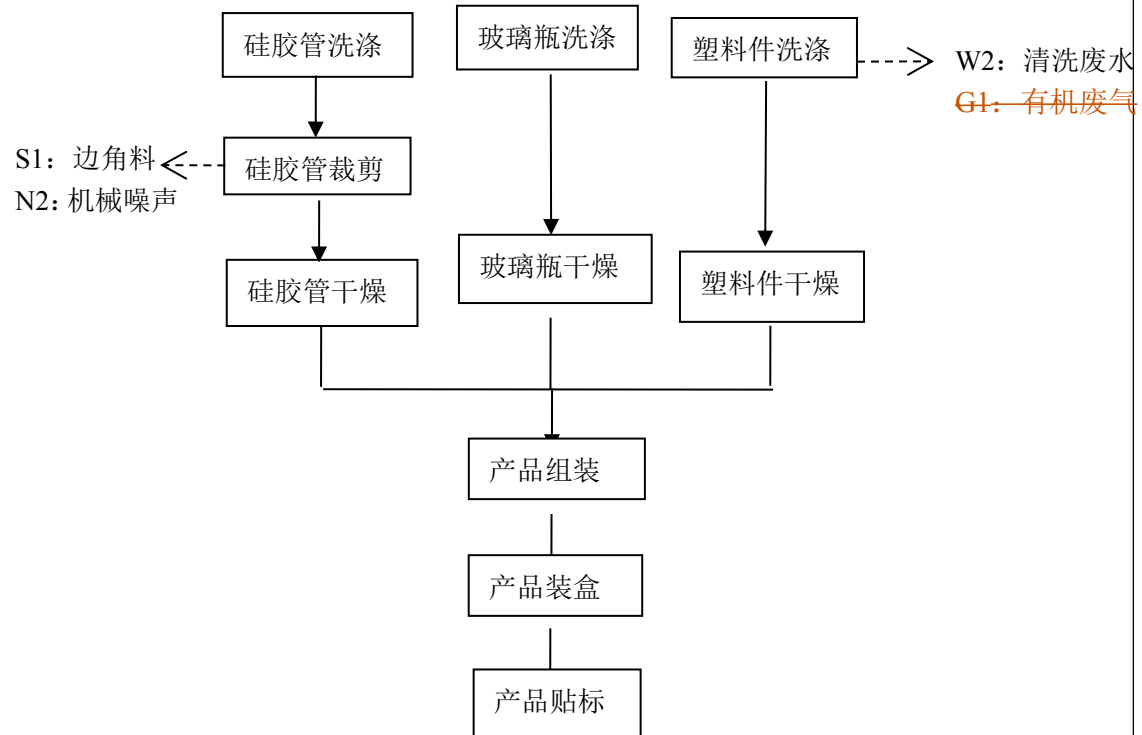 硅胶管洗涤
玻璃瓶洗涤
塑料件洗涤
W2：清洗废水
G1：有机废气
S1：边角料
N2：机械噪声
硅胶管裁剪
硅胶管干燥
玻璃瓶干燥
塑料件干燥
产品组装
产品装盒
产品贴标